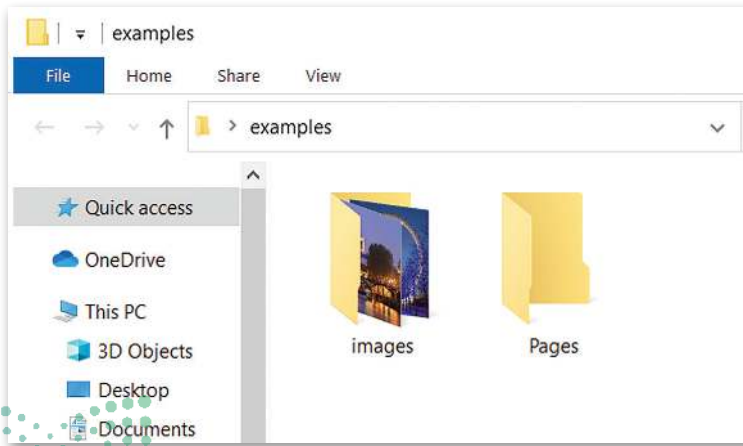 examples
File Home Share View
examples
Quick access
OneDrive
This PC
3D Objects
Desktop
Documents
images Pages